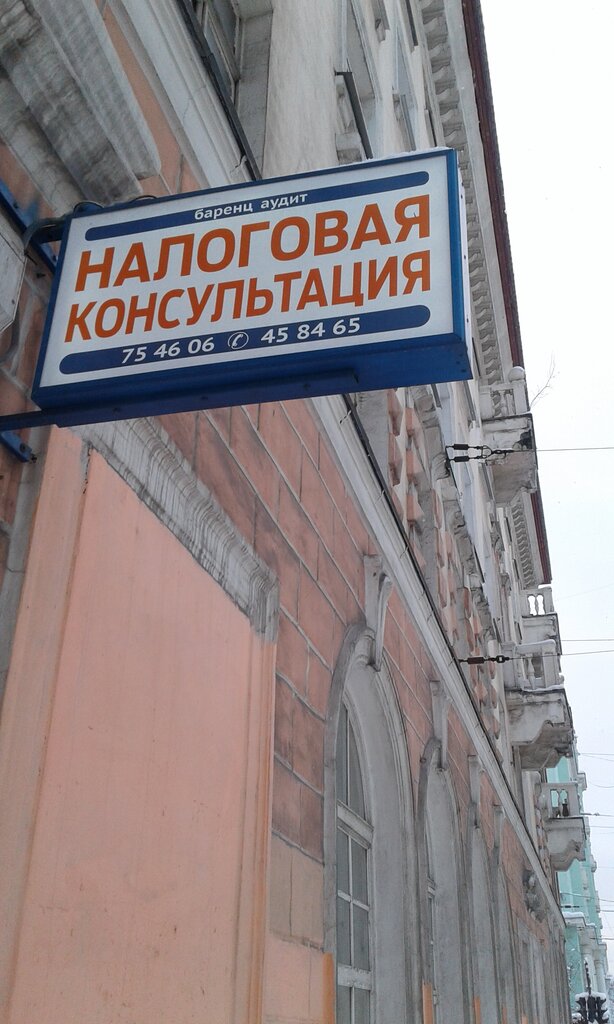 баренц аудит
НАЛОГОВАЯ
КОНСУЛЬТАЦИЯ
75 46 06 ✆ 45 84 65